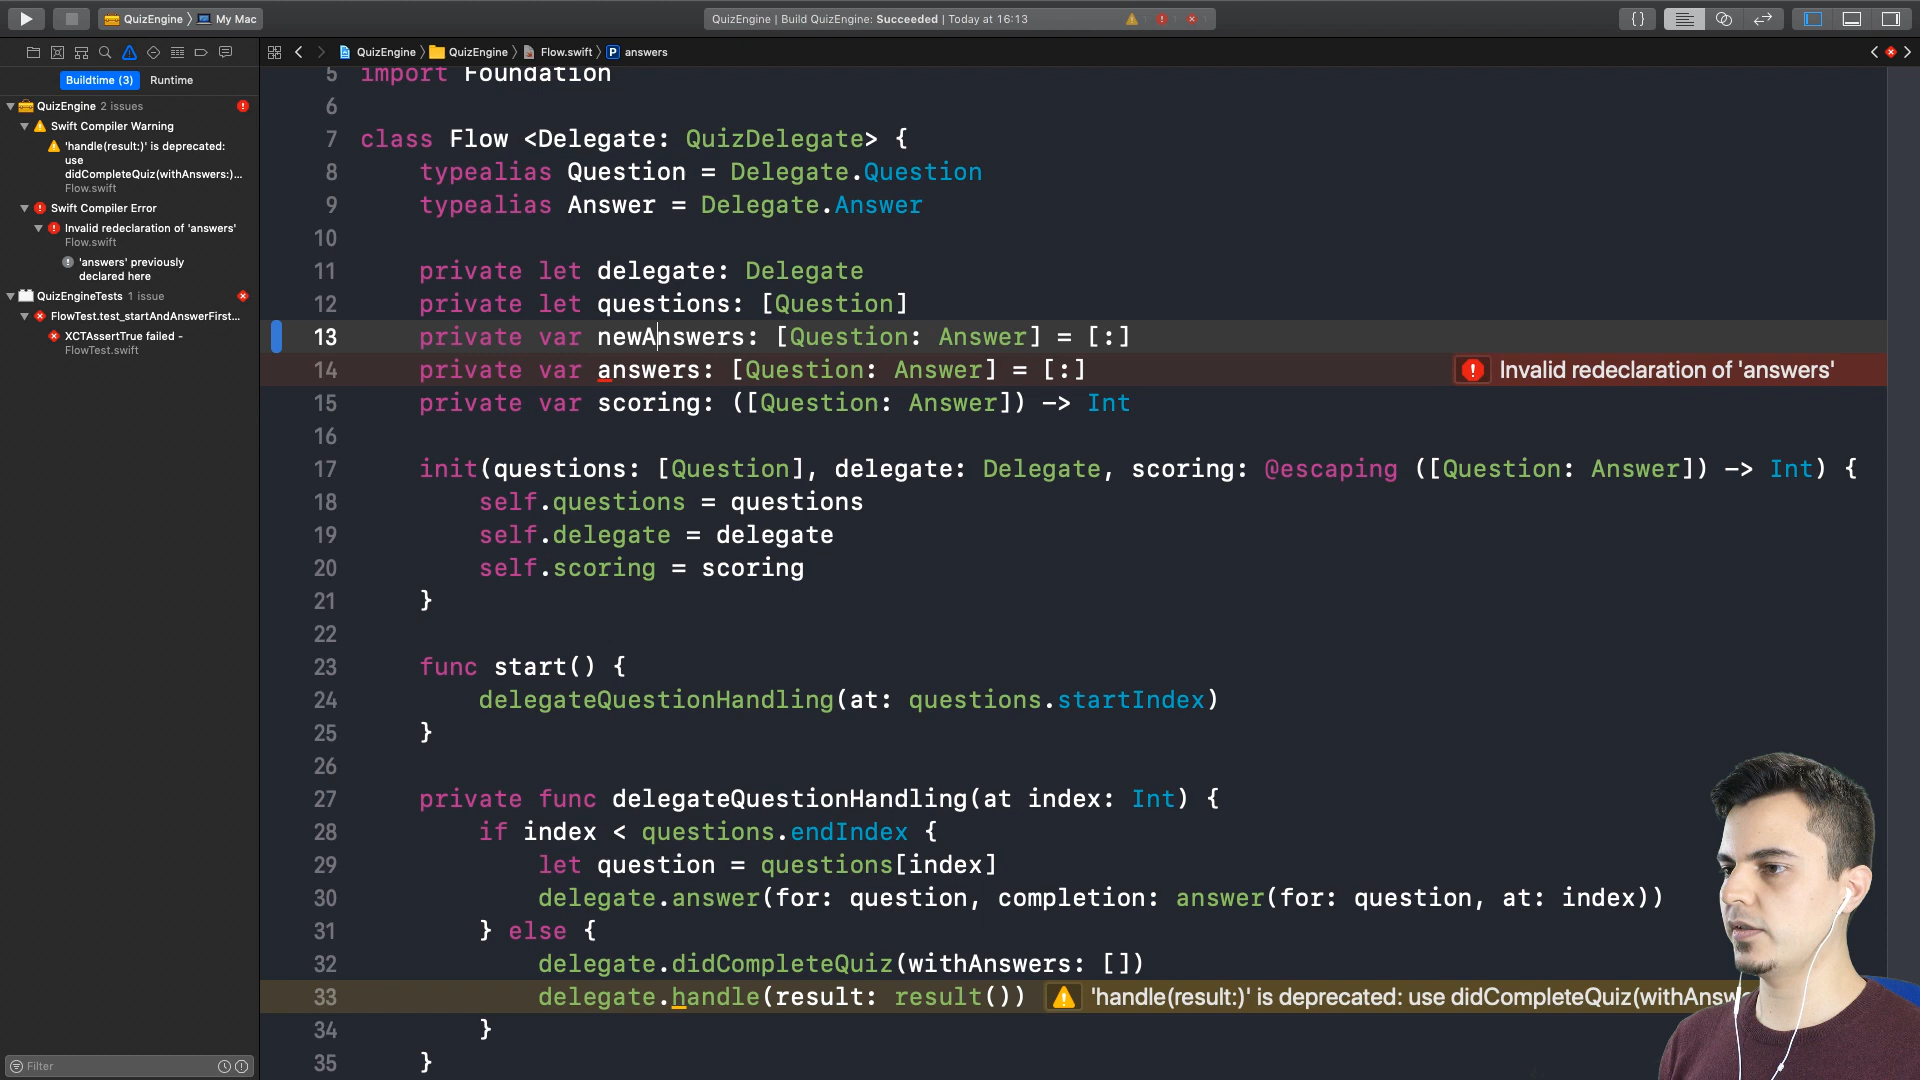 QuizEngine My Mac
QuizEngine | Build QuizEngine: Succeeded | Today at 16:13
{}
QuizEngine QuizEngine Flow.swift P answers
Buildtime (3) Runtime
QuizEngine 2 issues
Swift Compiler Warning
'handle(result:)' is deprecated:
use
didCompleteQuiz(withAnswers:)...
Flow.swift
Swift Compiler Error
Invalid redeclaration of 'answers'
Flow.swift
'answers' previously
declared here
QuizEngineTests 1 issue
FlowTest.test_startAndAnswerFirst...
XCTAssertTrue failed -
FlowTest.swift
Filter
5 import Foundation
6
7 class Flow <Delegate: QuizDelegate> {
8 typealias Question = Delegate.Question
9 typealias Answer = Delegate.Answer
10
11 private let delegate: Delegate
12 private let questions: [Question]
13 private var newAnswers: [Question: Answer] = [:]
14 private var answers: [Question: Answer] = [:] Invalid redeclaration of 'answers'
15 private var scoring: ([Question: Answer]) -> Int
16
17 init(questions: [Question], delegate: Delegate, scoring: @escaping ([Question: Answer]) -> Int) {
18 self.questions = questions
19 self.delegate = delegate
20 self.scoring = scoring
21 }
22
23 func start() {
24 delegateQuestionHandling(at: questions.startIndex)
25 }
26
27 private func delegateQuestionHandling(at index: Int) {
28 if index < questions.endIndex {
29 let question = questions[index]
30 delegate.answer(for: question, completion: answer(for: question, at: index))
31 } else {
32 delegate.didCompleteQuiz(withAnswers: [])
33 delegate.handle(result: result()) 'handle(result:)' is deprecated: use didCompleteQuiz(withAnsw
34 }
35 }